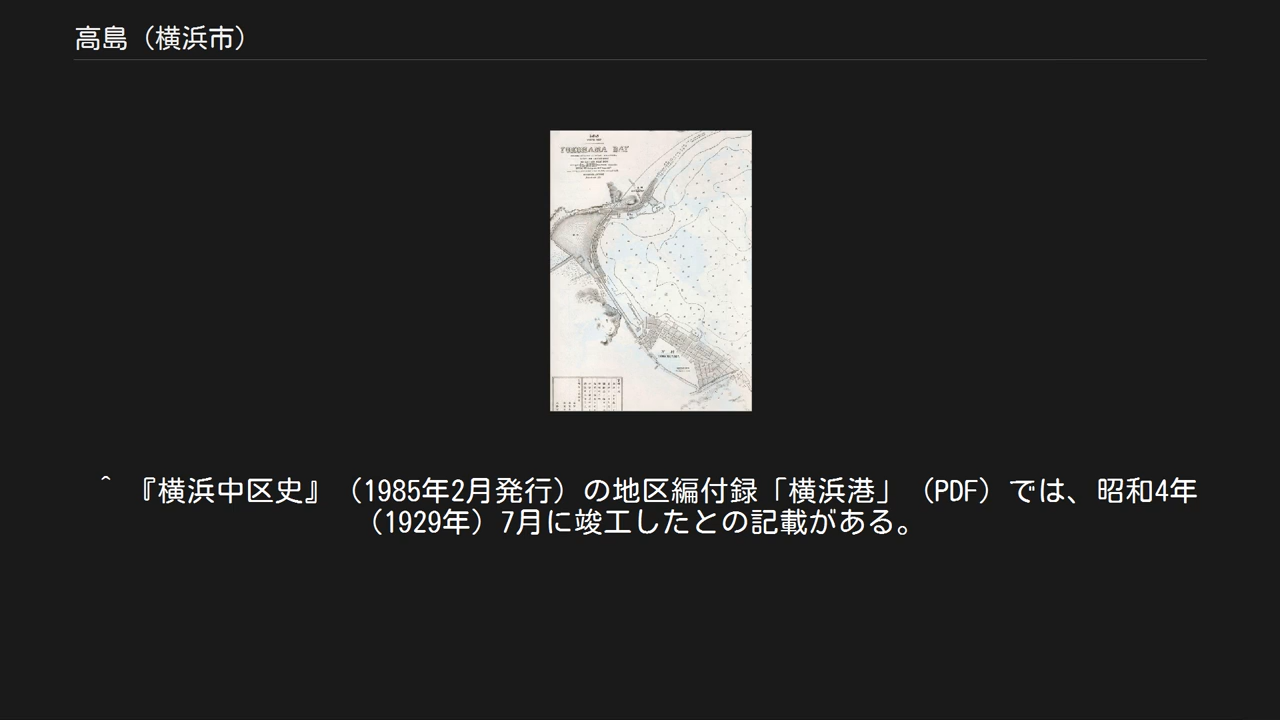 高島（横浜市）
YOKOHAMA BAY
^ 『横浜中区史』（1985年2月発行）の地区編付録「横浜港」（PDF）では、昭和4年
（1929年）7月に竣工したとの記載がある。